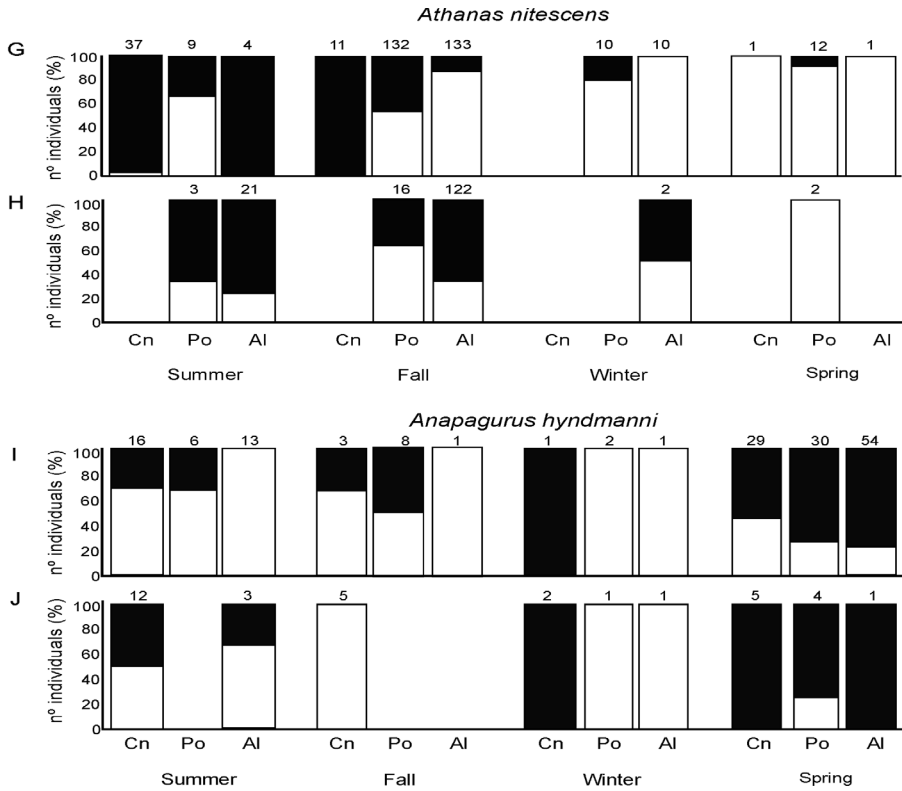 Athanas nitescens
37 9 4 11 132 133 10 10 1 12 1
G
100
80
60
40
20
0
nº individuals (%)
3 21 16 122 2 2
H
100
80
60
40
20
0
nº individuals (%)
Cn Po Al Cn Po Al Cn Po Al Cn Po Al
Summer Fall Winter Spring
Anapagurus hyndmanni
16 6 13 3 8 1 1 2 1 29 30 54
I
100
80
60
40
20
0
nº individuals (%)
12 3 5 2 1 1 5 4 1
J
100
80
60
40
20
0
nº individuals (%)
Cn Po Al Cn Po Al Cn Po Al Cn Po Al
Summer Fall Winter Spring